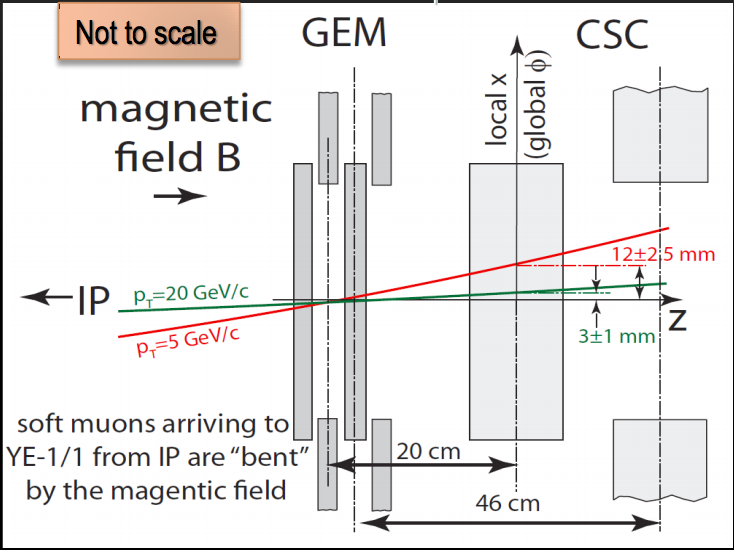 Not to scale
GEM
CSC
magnetic
field B
local x
(global ϕ)
12±2.5 mm
IP
p_T=20 GeV/c
p_T=5 GeV/c
3±1 mm
z
soft muons arriving to
YE-1/1 from IP are “bent”
by the magentic field
20 cm
46 cm